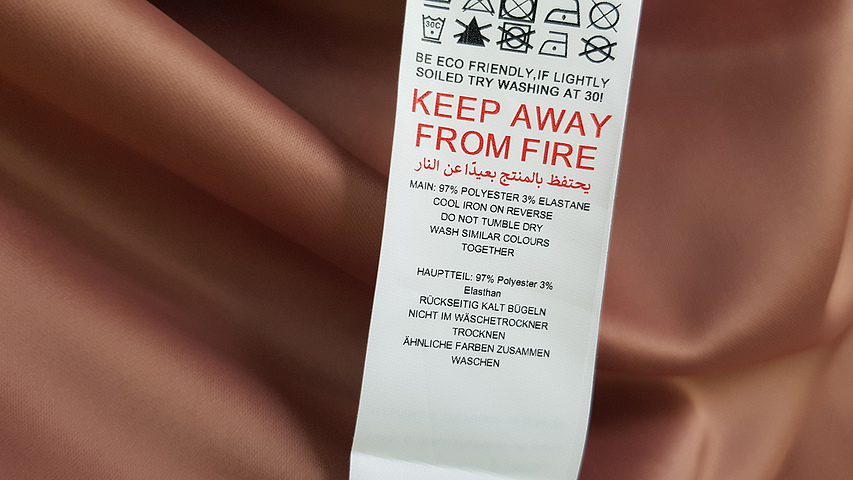 30C
BE ECO FRIENDLY,IF LIGHTLY
SOILED TRY WASHING AT 30!
KEEP AWAY
FROM FIRE
يحتفظ بالمنتج بعيدًا عن النار
MAIN: 97% POLYESTER 3% ELASTANE
COOL IRON ON REVERSE
DO NOT TUMBLE DRY
WASH SIMILAR COLOURS
TOGETHER
HAUPTTEIL: 97% Polyester 3%
Elasthan
RÜCKSEITIG KALT BÜGELN
NICHT IM WÄSCHETROCKNER
TROCKNEN
ÄHNLICHE FARBEN ZUSAMMEN
WASCHEN